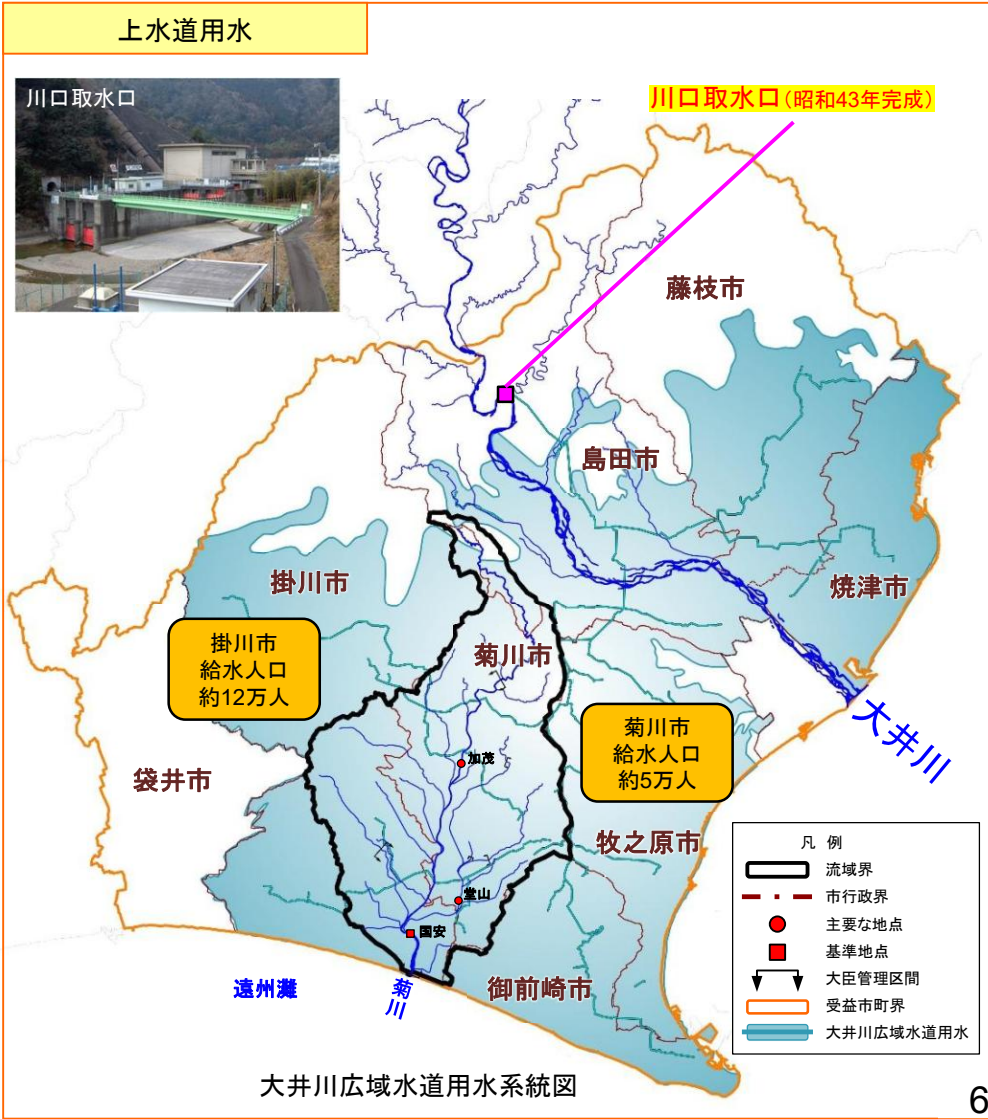 上水道用水
川口取水口
川口取水口(昭和43年完成)
藤枝市
島田市
掛川市
焼津市
掛川市
給水人口
約12万人
菊川市
大井川
菊川市
給水人口
約5万人
加茂
袋井市
牧之原市
堂山
国安
遠州灘
菊川
御前崎市
凡 例
流域界
市行政界
主要な地点
基準地点
大臣管理区間
受益市町界
大井川広域水道用水
大井川広域水道用水系統図
6